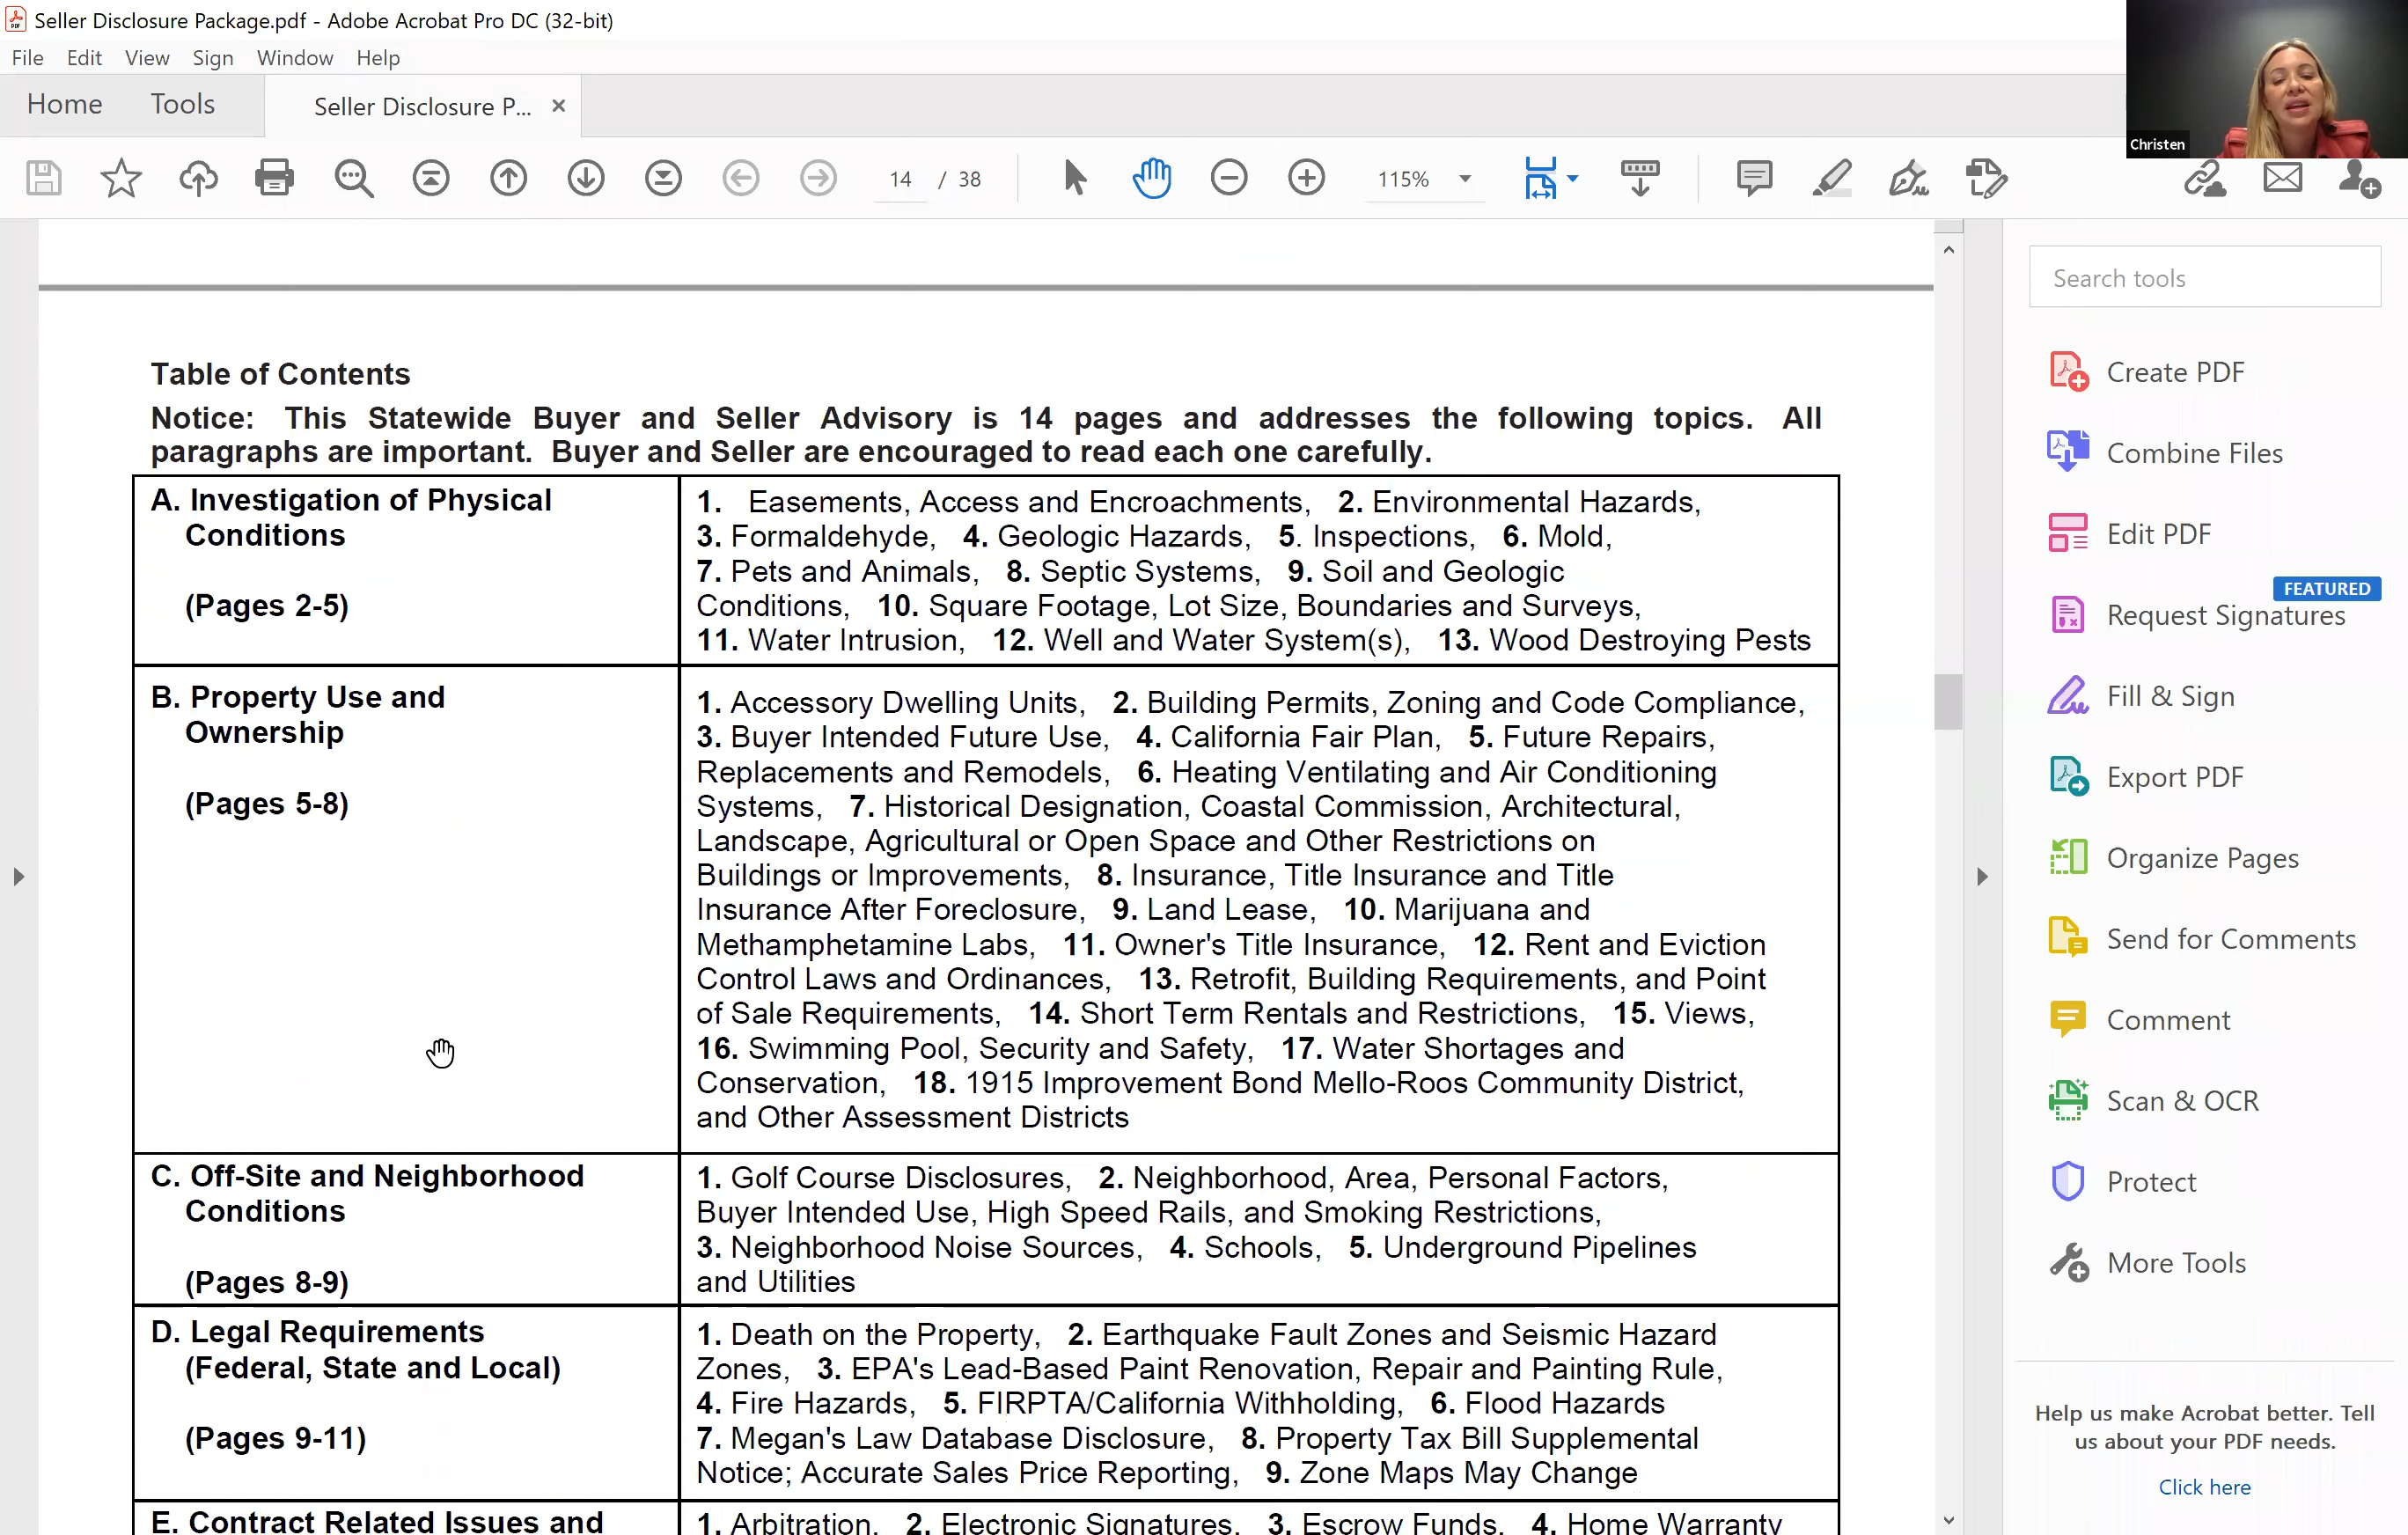 Seller Disclosure Package.pdf - Adobe Acrobat Pro DC (32-bit)
File Edit View Sign Window Help
Home Tools Seller Disclosure P... ×
14 / 38 115%
Christen
Table of Contents
Notice: This Statewide Buyer and Seller Advisory is 14 pages and addresses the following topics. All
paragraphs are important. Buyer and Seller are encouraged to read each one carefully.
A. Investigation of Physical
Conditions
(Pages 2-5)
1. Easements, Access and Encroachments, 2. Environmental Hazards,
3. Formaldehyde, 4. Geologic Hazards, 5. Inspections, 6. Mold,
7. Pets and Animals, 8. Septic Systems, 9. Soil and Geologic
Conditions, 10. Square Footage, Lot Size, Boundaries and Surveys,
11. Water Intrusion, 12. Well and Water System(s), 13. Wood Destroying Pests
B. Property Use and
Ownership
(Pages 5-8)
1. Accessory Dwelling Units, 2. Building Permits, Zoning and Code Compliance,
3. Buyer Intended Future Use, 4. California Fair Plan, 5. Future Repairs,
Replacements and Remodels, 6. Heating Ventilating and Air Conditioning
Systems, 7. Historical Designation, Coastal Commission, Architectural,
Landscape, Agricultural or Open Space and Other Restrictions on
Buildings or Improvements, 8. Insurance, Title Insurance and Title
Insurance After Foreclosure, 9. Land Lease, 10. Marijuana and
Methamphetamine Labs, 11. Owner's Title Insurance, 12. Rent and Eviction
Control Laws and Ordinances, 13. Retrofit, Building Requirements, and Point
of Sale Requirements, 14. Short Term Rentals and Restrictions, 15. Views,
16. Swimming Pool, Security and Safety, 17. Water Shortages and
Conservation, 18. 1915 Improvement Bond Mello-Roos Community District,
and Other Assessment Districts
C. Off-Site and Neighborhood
Conditions
(Pages 8-9)
1. Golf Course Disclosures, 2. Neighborhood, Area, Personal Factors,
Buyer Intended Use, High Speed Rails, and Smoking Restrictions,
3. Neighborhood Noise Sources, 4. Schools, 5. Underground Pipelines
and Utilities
D. Legal Requirements
(Federal, State and Local)
(Pages 9-11)
1. Death on the Property, 2. Earthquake Fault Zones and Seismic Hazard
Zones, 3. EPA's Lead-Based Paint Renovation, Repair and Painting Rule,
4. Fire Hazards, 5. FIRPTA/California Withholding, 6. Flood Hazards
7. Megan's Law Database Disclosure, 8. Property Tax Bill Supplemental
Notice; Accurate Sales Price Reporting, 9. Zone Maps May Change
E. Contract Related Issues and
1. Arbitration, 2. Electronic Signatures, 3. Escrow Funds, 4. Home Warranty
Search tools
Create PDF
Combine Files
Edit PDF
FEATURED
Request Signatures
Fill & Sign
Export PDF
Organize Pages
Send for Comments
Comment
Scan & OCR
Protect
More Tools
Help us make Acrobat better. Tell
us about your PDF needs.
Click here